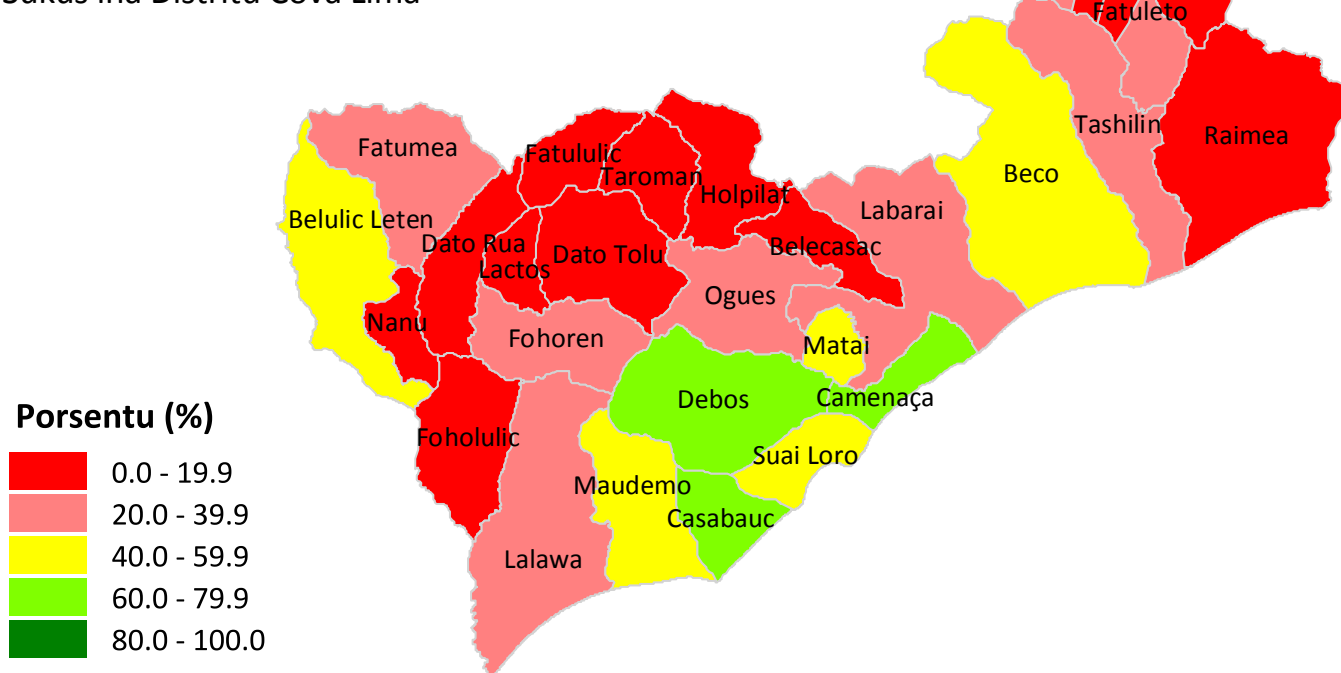 Fatuleto
Tashilin
Raimea
Beco
Fatumea
Fatululic
Taroman
Holpilat
Labarai
Belulic Leten
Dato Rua
Lactos
Dato Tolu
Belecasac
Ogues
Nanu
Fohoren
Matai
Debos
Camenaça
Foholulic
Suai Loro
Maudemo
Casabauc
Lalawa
Porsentu (%)
0.0 - 19.9
20.0 - 39.9
40.0 - 59.9
60.0 - 79.9
80.0 - 100.0